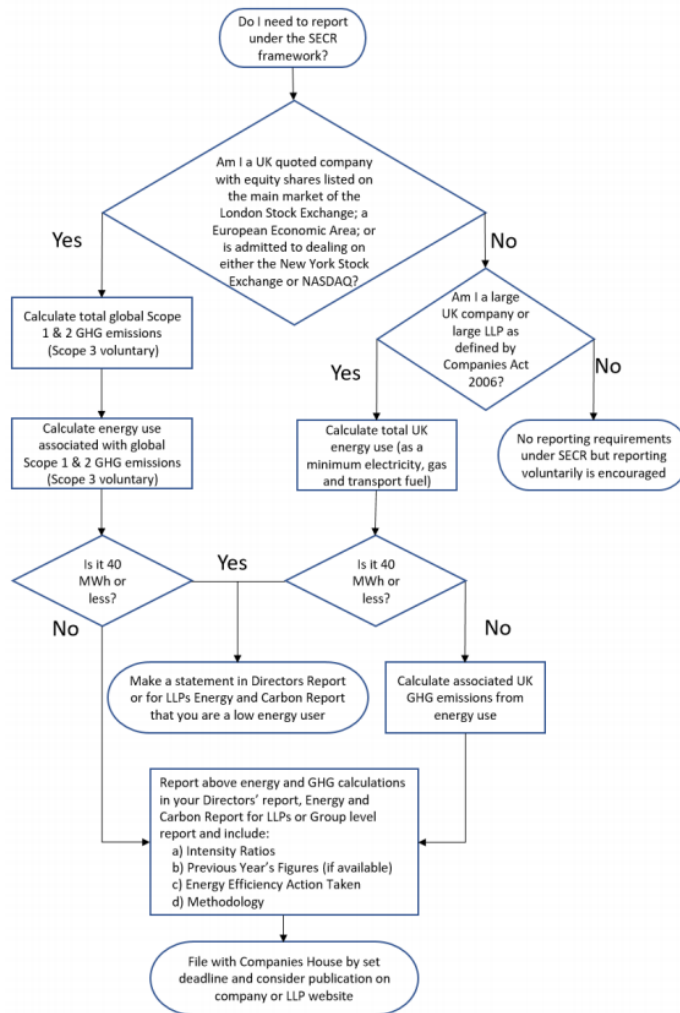 Do I need to report
under the SECR
framework?
Am I a UK quoted company
with equity shares listed on
the main market of the
London Stock Exchange; a
European Economic Area; or
is admitted to dealing on
either the New York Stock
Exchange or NASDAQ?
Yes
No
Calculate total global Scope
1 & 2 GHG emissions
(Scope 3 voluntary)
Am I a large
UK company or
large LLP as
defined by
Companies Act
2006?
Yes
No
Calculate energy use
associated with global
Scope 1 & 2 GHG emissions
(Scope 3 voluntary)
Calculate total UK
energy use (as a
minimum electricity, gas
and transport fuel)
No reporting requirements
under SECR but reporting
voluntarily is encouraged
Is it 40
MWh or
less?
Yes
Is it 40
MWh or
less?
No
No
Make a statement in Directors Report
or for LLPs Energy and Carbon Report
that you are a low energy user
Calculate associated UK
GHG emissions from
energy use
Report above energy and GHG calculations
in your Directors' report, Energy and
Carbon Report for LLPs or Group level
report and include:
a) Intensity Ratios
b) Previous Year's Figures (if available)
c) Energy Efficiency Action Taken
d) Methodology
File with Companies House by set
deadline and consider publication on
company or LLP website